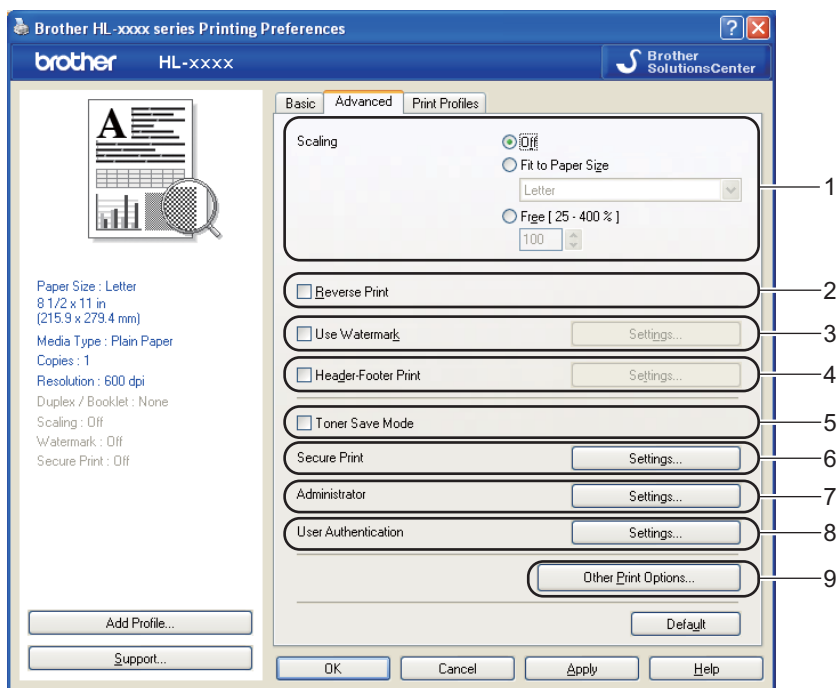 Brother HL-xxxx series Printing Preferences
brother HL-xxxx
Brother
SolutionsCenter
A
Paper Size : Letter
8 1/2 x 11 in
(215.9 x 279.4 mm)
Media Type : Plain Paper
Copies : 1
Resolution : 600 dpi
Duplex / Booklet : None
Scaling : Off
Watermark : Off
Secure Print : Off
Add Profile...
Support...
Basic Advanced Print Profiles
Scaling Off
Fit to Paper Size
Letter
Free [ 25 - 400 % ]
100
1
Reverse Print 2
Use Watermark Settings... 3
Header-Footer Print Settings... 4
Toner Save Mode 5
Secure Print Settings... 6
Administrator Settings... 7
User Authentication Settings... 8
Other Print Options... 9
Default
OK Cancel Apply Help